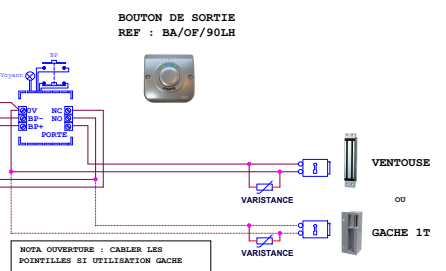 BOUTON DE SORTIE
REF : BA/OF/90LH
BP
Voyant
0V NC
BP- NO
BP+
PORTE
VENTOUSE
VARISTANCE
OU
GACHE 1T
VARISTANCE
NOTA OUVERTURE : CABLER LES
POINTILLES SI UTILISATION GACHE